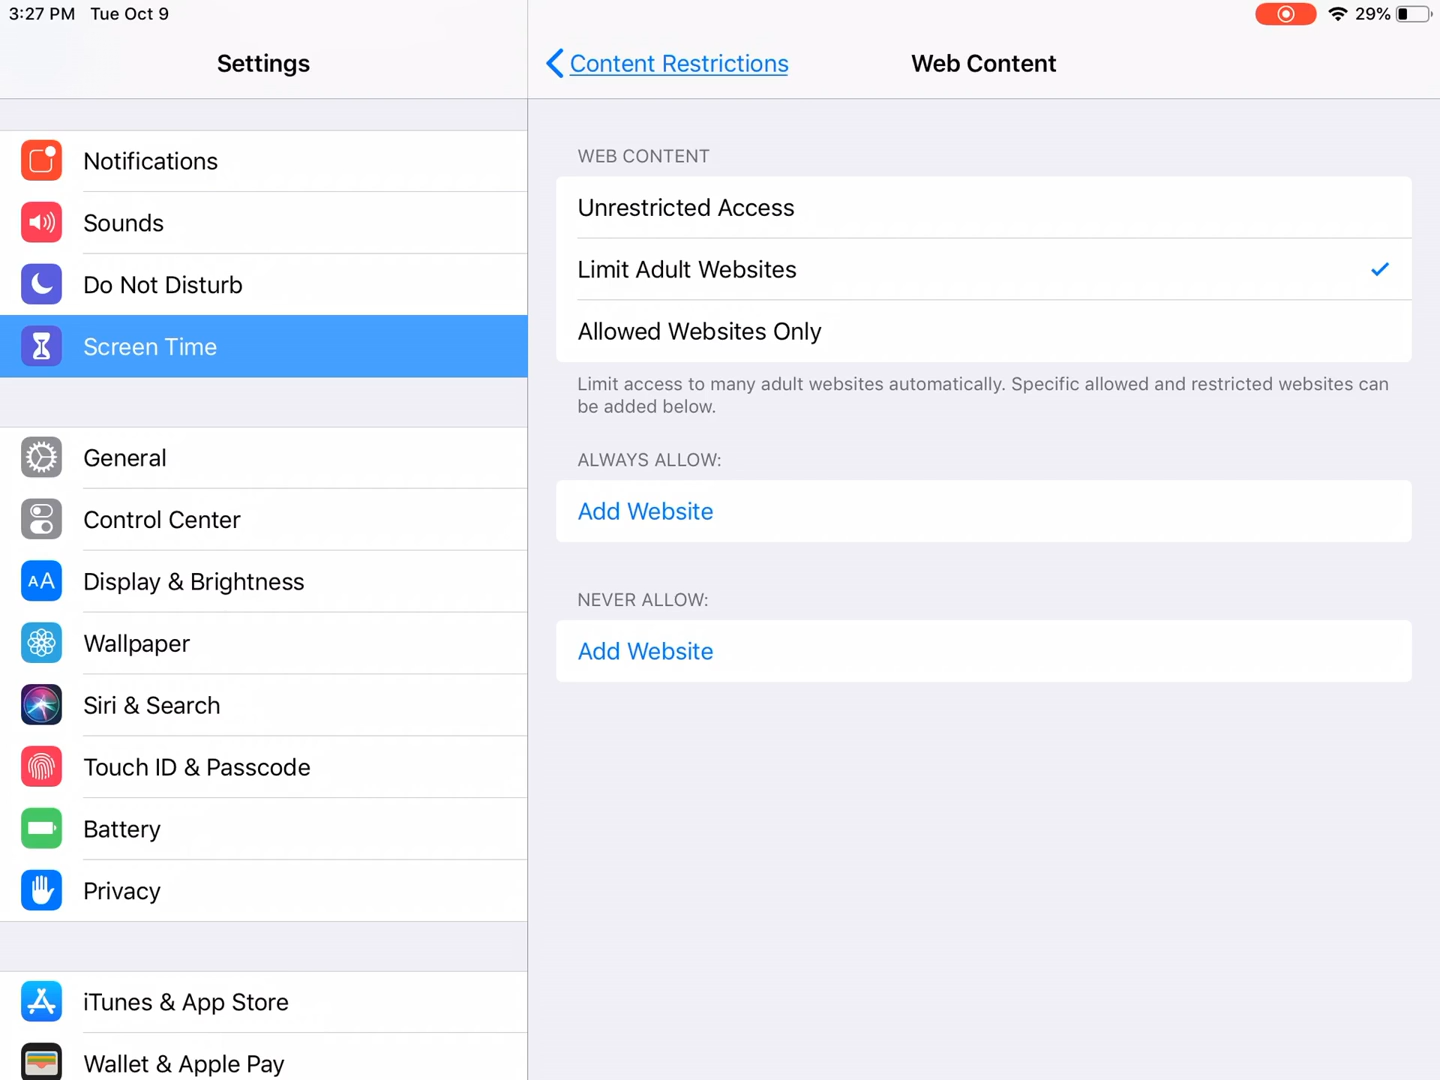 3:27 PM Tue Oct 9
29%
Settings
Notifications
Sounds
Do Not Disturb
Screen Time
General
Control Center
AA Display & Brightness
Wallpaper
Siri & Search
Touch ID & Passcode
Battery
Privacy
iTunes & App Store
Wallet & Apple Pay
Content Restrictions
Web Content
WEB CONTENT
Unrestricted Access
Limit Adult Websites
Allowed Websites Only
Limit access to many adult websites automatically. Specific allowed and restricted websites can
be added below.
ALWAYS ALLOW:
Add Website
NEVER ALLOW:
Add Website